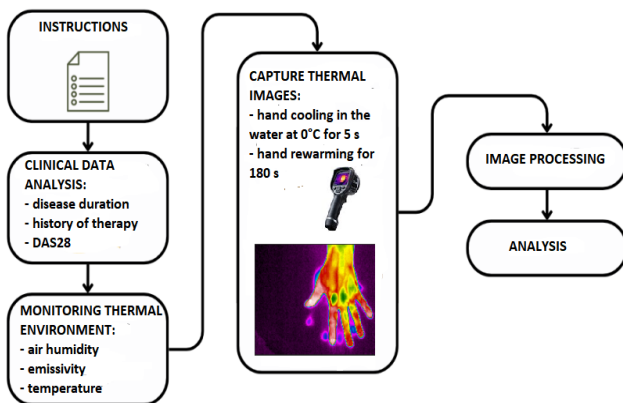 INSTRUCTIONS
CLINICAL DATA
ANALYSIS:
- disease duration
- history of therapy
- DAS28
MONITORING THERMAL
ENVIRONMENT:
- air humidity
- emissivity
- temperature
CAPTURE THERMAL
IMAGES:
- hand cooling in the
water at 0°C for 5 s
- hand rewarming for
180 s
IMAGE PROCESSING
ANALYSIS